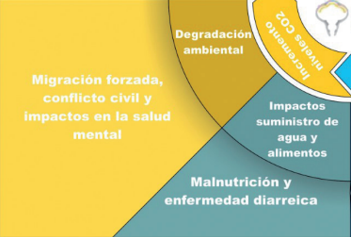 Degradación
ambiental
Incremento
niveles CO2
Migración forzada,
conflicto civil y
impactos en la salud
mental
Impactos
suministro de
agua y
alimentos
Malnutrición y
enfermedad diarreica